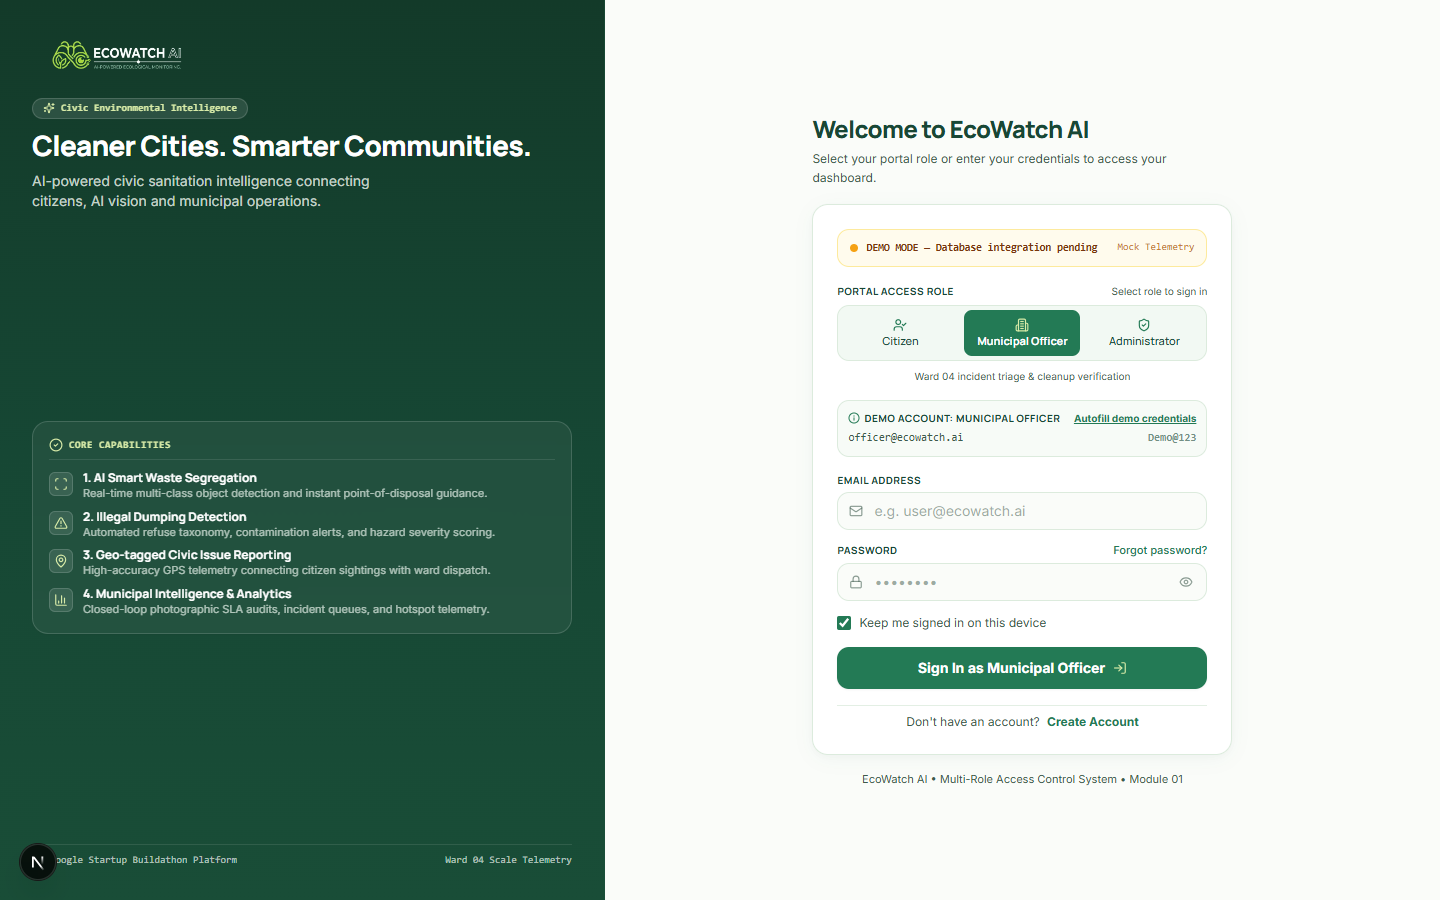 ECOWATCH AI
AI-POWERED ECOLOGICAL MONITORING.
Civic Environmental Intelligence
Cleaner Cities. Smarter Communities.
AI-powered civic sanitation intelligence connecting
citizens, AI vision and municipal operations.
CORE CAPABILITIES
1. AI Smart Waste Segregation
Real-time multi-class object detection and instant point-of-disposal guidance.
2. Illegal Dumping Detection
Automated refuse taxonomy, contamination alerts, and hazard severity scoring.
3. Geo-tagged Civic Issue Reporting
High-accuracy GPS telemetry connecting citizen sightings with ward dispatch.
4. Municipal Intelligence & Analytics
Closed-loop photographic SLA audits, incident queues, and hotspot telemetry.
N
oogle Startup Buildathon Platform
Ward 04 Scale Telemetry
Welcome to EcoWatch AI
Select your portal role or enter your credentials to access your
dashboard.
DEMO MODE — Database integration pending
Mock Telemetry
PORTAL ACCESS ROLE
Select role to sign in
Citizen
Municipal Officer
Administrator
Ward 04 incident triage & cleanup verification
DEMO ACCOUNT: MUNICIPAL OFFICER
Autofill demo credentials
officer@ecowatch.ai
Demo@123
EMAIL ADDRESS
e.g. user@ecowatch.ai
PASSWORD
Forgot password?
••••••••
Keep me signed in on this device
Sign In as Municipal Officer
Don't have an account? Create Account
EcoWatch AI • Multi-Role Access Control System • Module 01